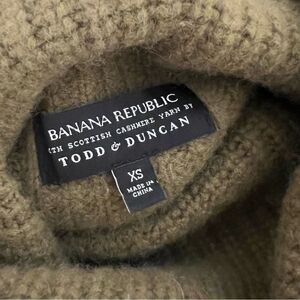 BANANA REPUBLIC
SCOTTISH CASHMERE YARN BY
TODD & DUNCAN
XS
MADE IN
CHINA